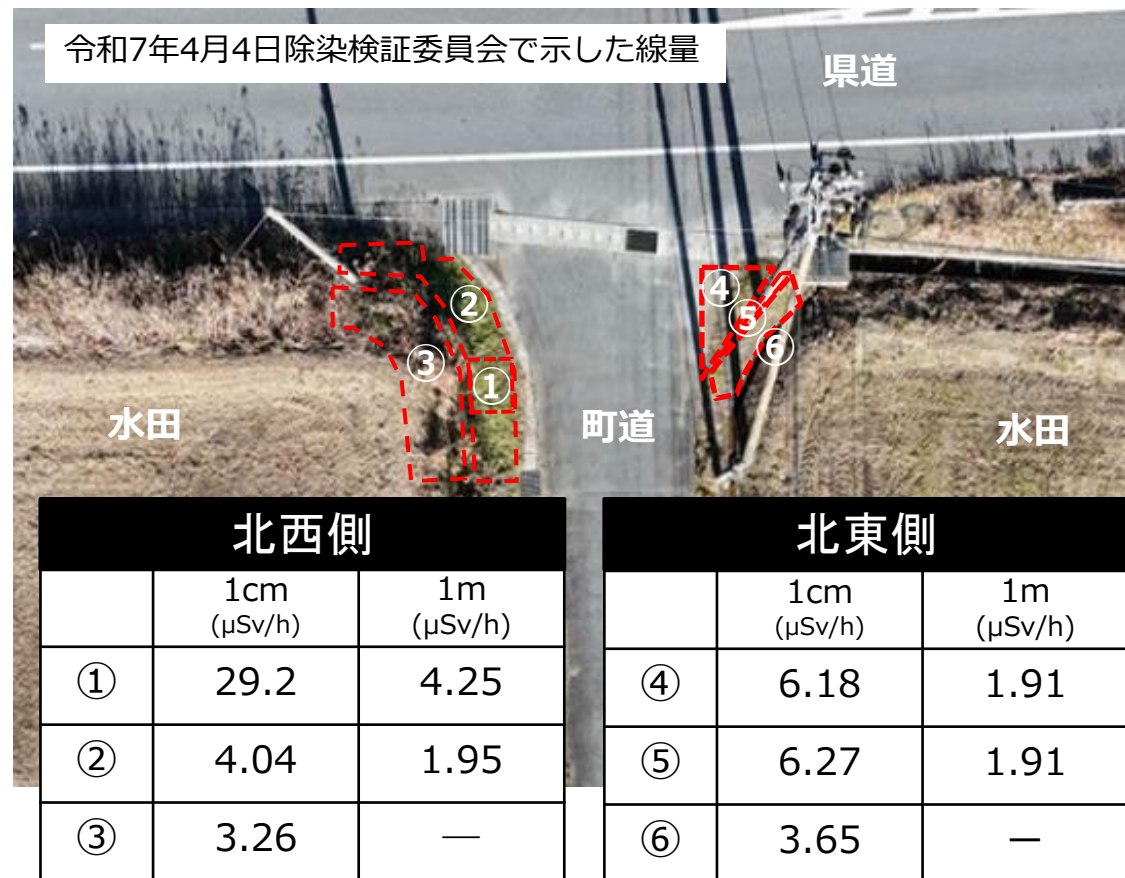 令和7年4月4日除染検証委員会で示した線量
県道
②
④
⑤
⑥
③
①
水田
町道
水田
北西側
1cm
(μSv/h)
1m
(μSv/h)
① 29.2 4.25
② 4.04 1.95
③ 3.26 —
北東側
1cm
(μSv/h)
1m
(μSv/h)
④ 6.18 1.91
⑤ 6.27 1.91
⑥ 3.65 −